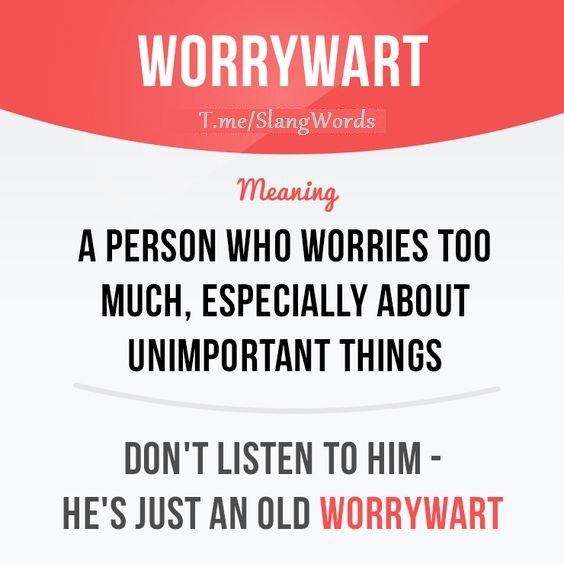 WORRYWART
T.me/SlangWords
Meaning
A PERSON WHO WORRIES TOO
MUCH, ESPECIALLY ABOUT
UNIMPORTANT THINGS
DON'T LISTEN TO HIM -
HE'S JUST AN OLD WORRYWART